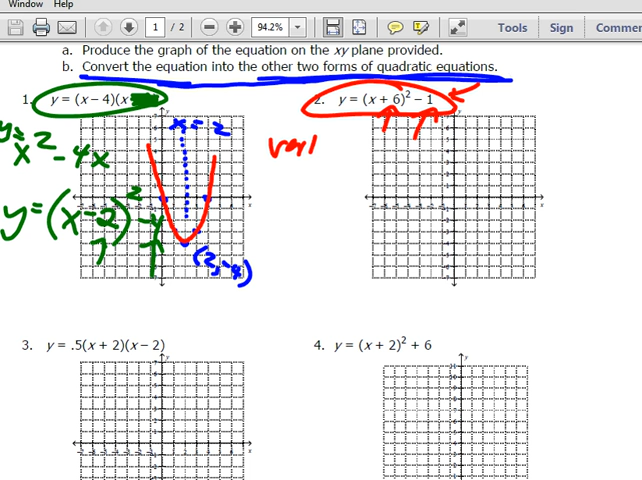 Window Help
1 / 2
94.2%
Tools
Sign
Comment
a. Produce the graph of the equation on the xy plane provided.
b. Convert the equation into the other two forms of quadratic equations.
1. y = (x – 4)(x
y = x² - 4x
y = (x - 2)² - 4
x = 2
(2, -4)
2. y = (x + 6)² – 1
3. y = .5(x + 2)(x – 2)
4. y = (x + 2)² + 6